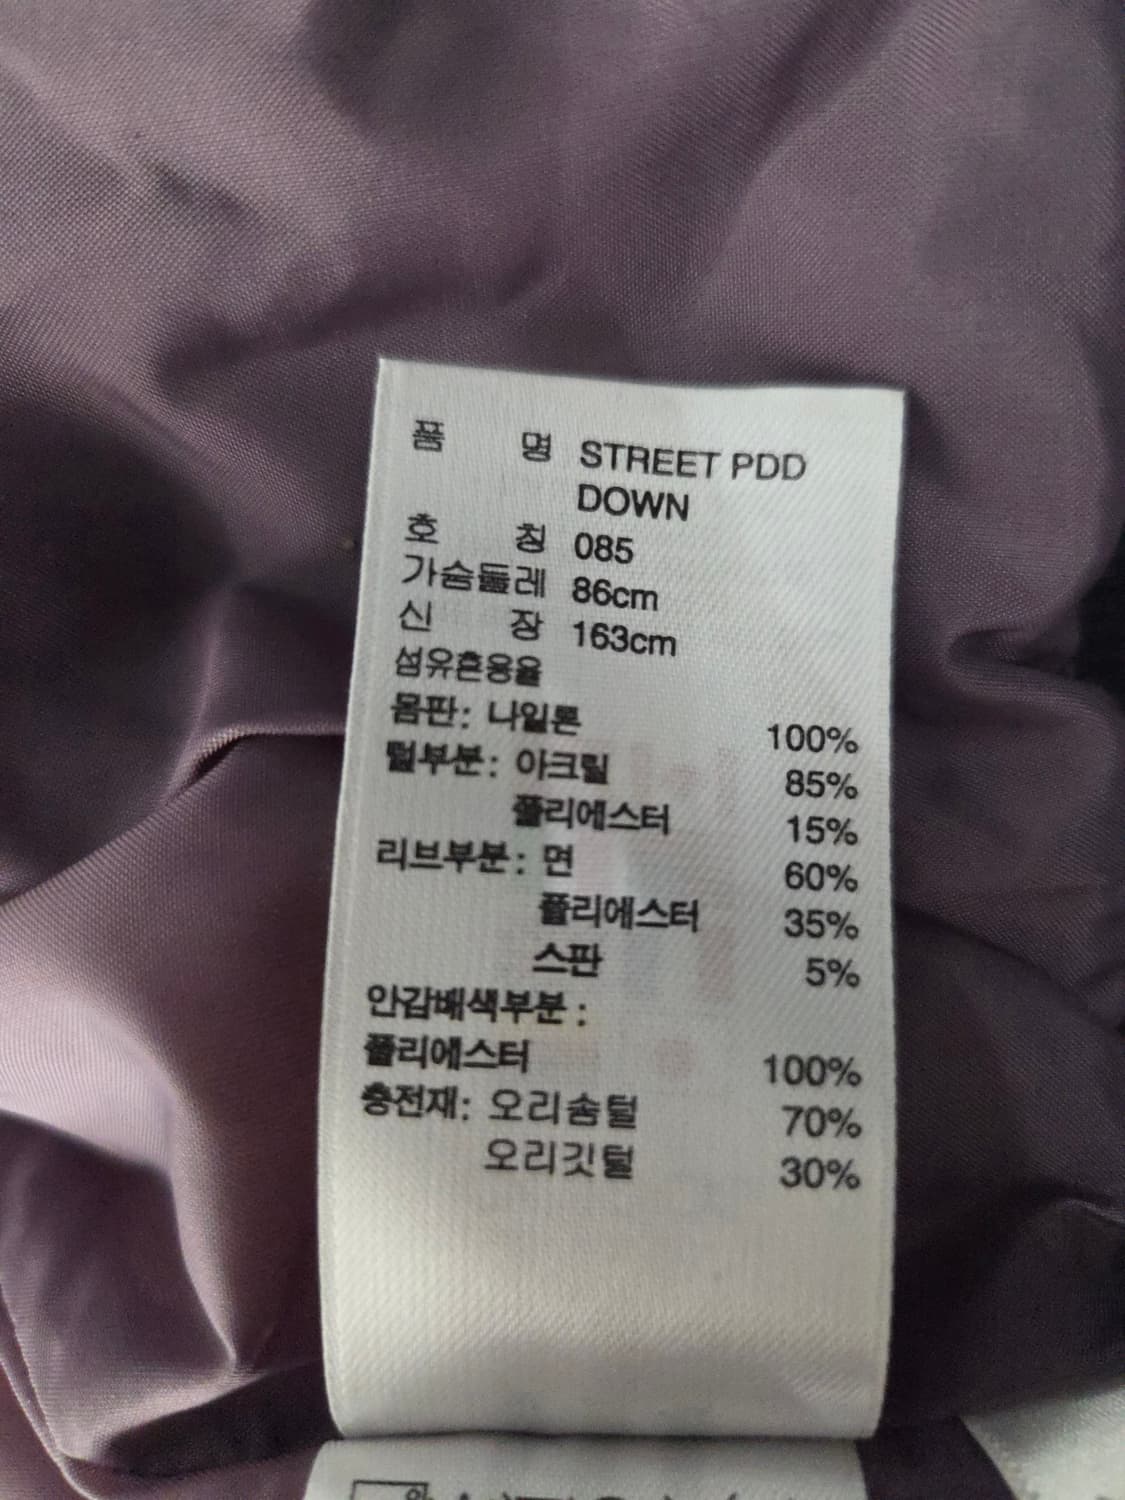 품 명 STREET PDD
DOWN
호 칭 085
가슴둘레 86cm
신 장 163cm
섬유혼용율
몸판: 나일론 100%
털부분: 아크릴 85%
폴리에스터 15%
리브부분: 면 60%
폴리에스터 35%
스판 5%
안감배색부분:
폴리에스터 100%
충전재: 오리솜털 70%
오리깃털 30%